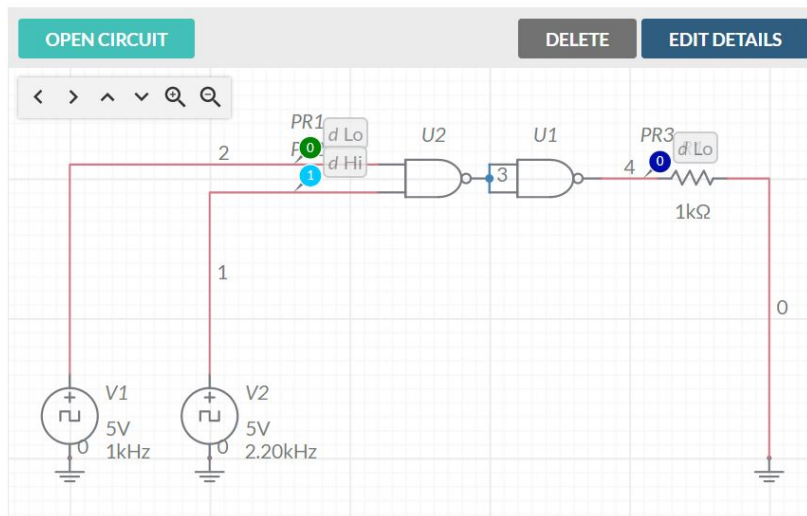 OPEN CIRCUIT DELETE EDIT DETAILS
PR1 d Lo U2 U1 PR3 d Lo
0 0
2 d Hi 4
1 3
1kΩ
1
0
V1 V2
5V 5V
0 1kHz 0 2.20kHz